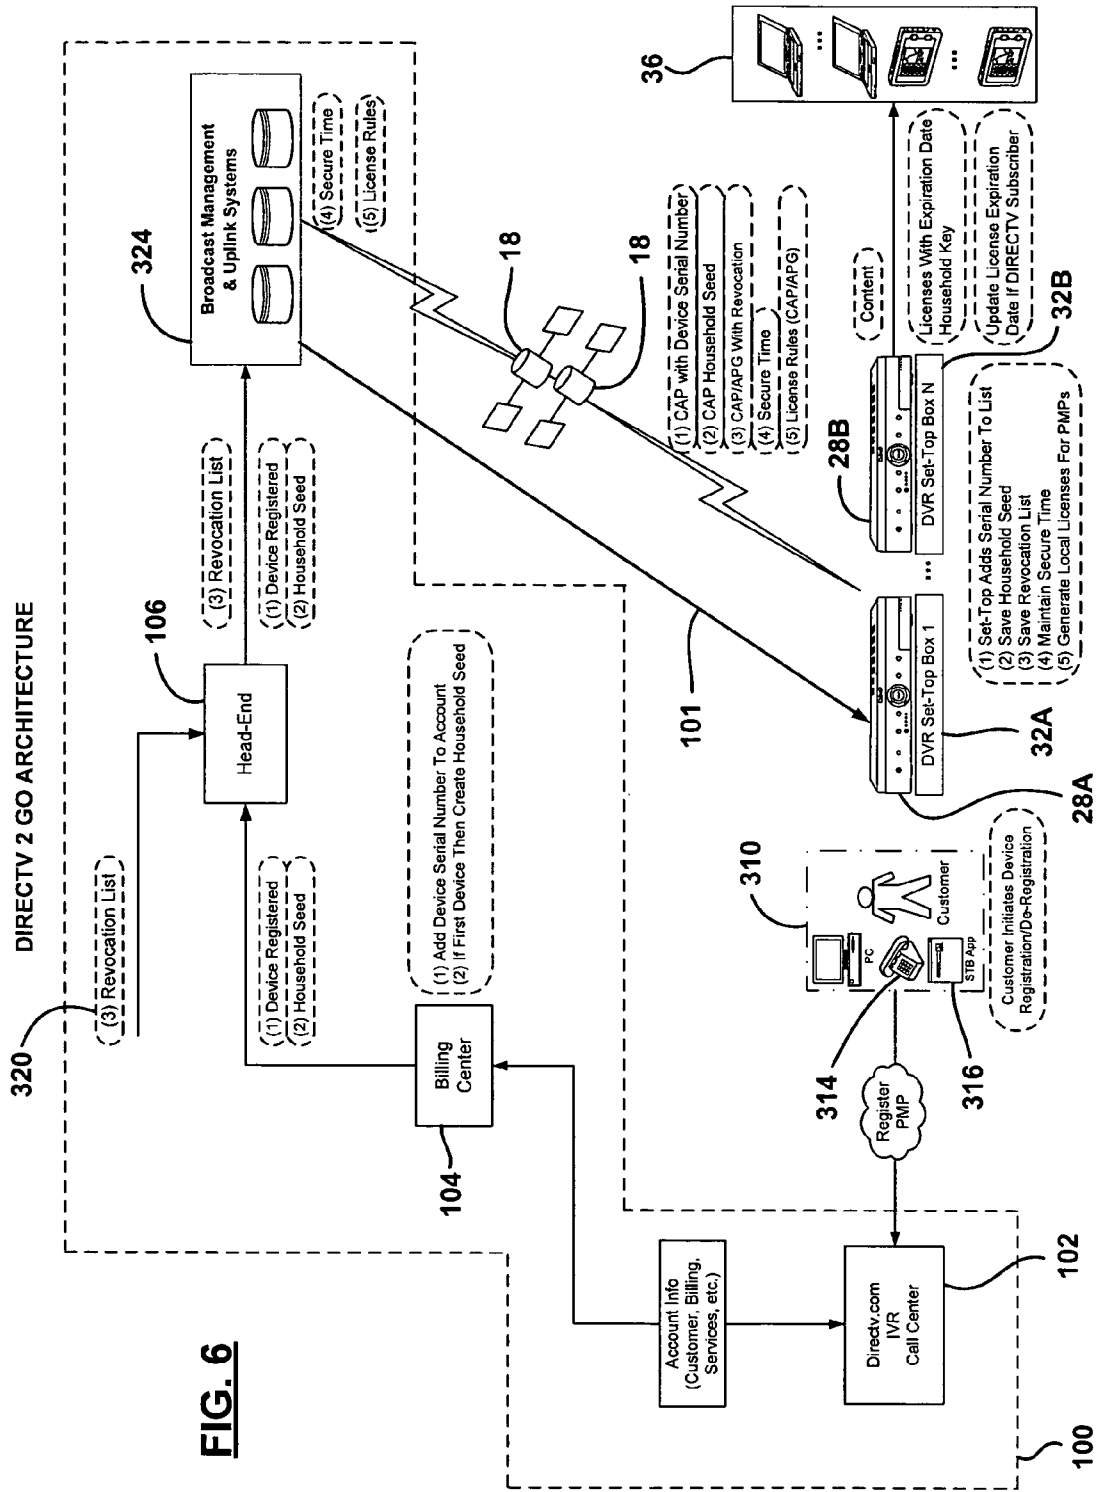 DIRECTV 2 GO ARCHITECTURE
320
(3) Revocation List
106
Head-End
(1) Device Registered
(2) Household Seed
(3) Revocation List
(1) Device Registered
(2) Household Seed
324
Broadcast Management
& Uplink Systems
(4) Secure Time
(5) License Rules
Billing
Center
104
(1) Add Device Serial Number To Account
(2) If First Device Then Create Household Seed
18
18
101
(1) CAP with Device Serial Number
(2) CAP Household Seed
(3) CAP/APG With Revocation
(4) Secure Time
(5) License Rules (CAP/APG)
36
Account Info
(Customer, Billing,
Services, etc.)
Directv.com
IVR
Call Center
102
100
Register
PMP
310
314
316
PC
STB App
Customer
Customer Initiates Device
Registration/De-Registration
28A
DVR Set-Top Box 1
32A
...
28B
DVR Set-Top Box N
32B
(1) Set-Top Adds Serial Number To List
(2) Save Household Seed
(3) Save Revocation List
(4) Maintain Secure Time
(5) Generate Local Licenses For PMPs
Content
Licenses With Expiration Date
Household Key
Update License Expiration
Date If DIRECTV Subscriber
...
...
FIG. 6